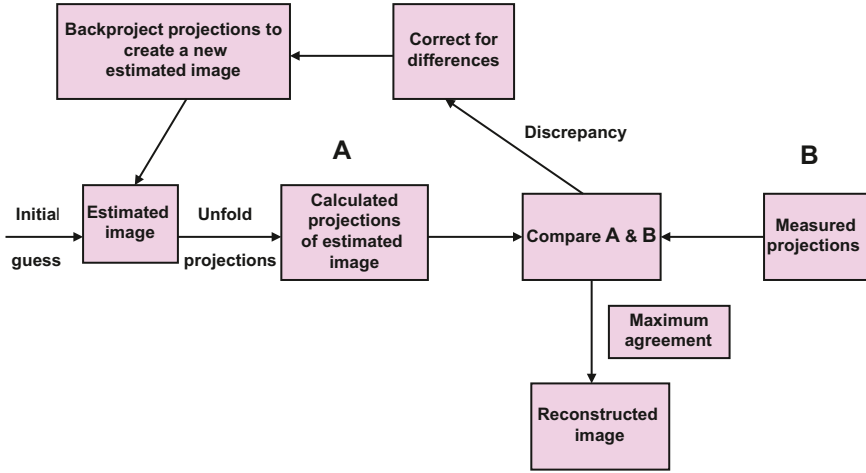 Backproject projections to
create a new
estimated image
Correct for
differences
Discrepancy
A
B
Initial
guess
Estimated
image
Unfold
projections
Calculated
projections
of estimated
image
Compare A & B
Measured
projections
Maximum
agreement
Reconstructed
image